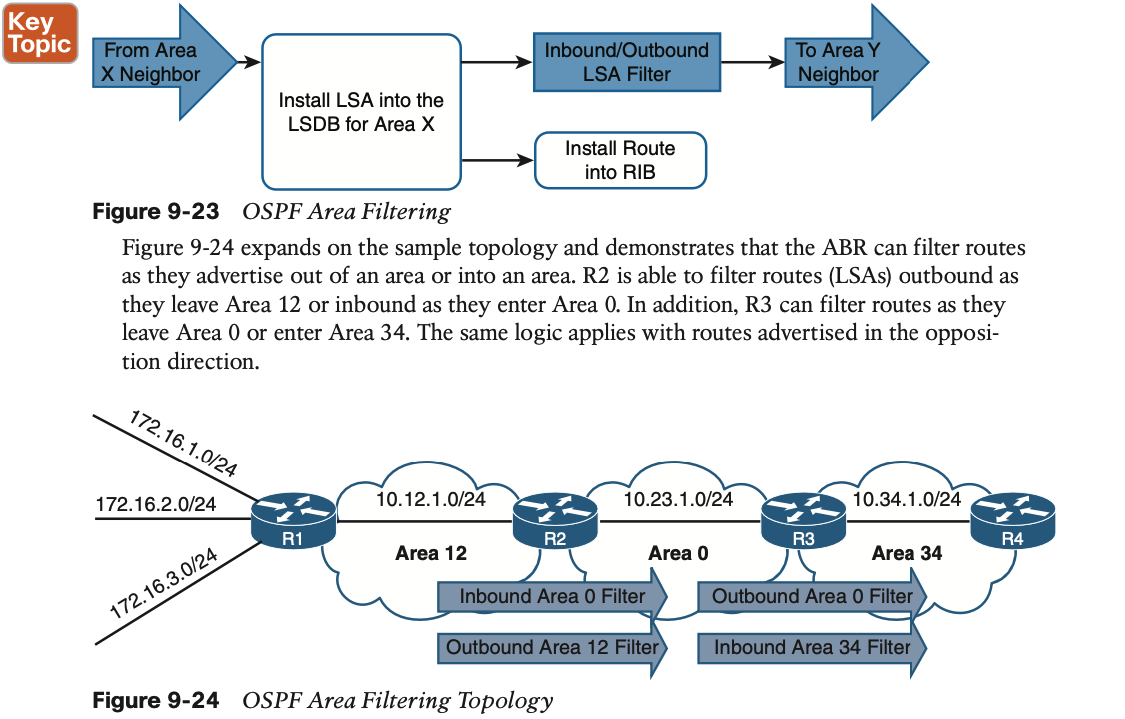 Key
Topic
From Area
X Neighbor
Install LSA into the
LSDB for Area X
Inbound/Outbound
LSA Filter
To Area Y
Neighbor
Install Route
into RIB
Figure 9-23 OSPF Area Filtering
Figure 9-24 expands on the sample topology and demonstrates that the ABR can filter routes
as they advertise out of an area or into an area. R2 is able to filter routes (LSAs) outbound as
they leave Area 12 or inbound as they enter Area 0. In addition, R3 can filter routes as they
leave Area 0 or enter Area 34. The same logic applies with routes advertised in the opposi-
tion direction.
172.16.1.0/24
172.16.2.0/24
172.16.3.0/24
R1
10.12.1.0/24
Area 12
R2
10.23.1.0/24
Area 0
R3
10.34.1.0/24
Area 34
R4
Inbound Area 0 Filter
Outbound Area 0 Filter
Outbound Area 12 Filter
Inbound Area 34 Filter
Figure 9-24 OSPF Area Filtering Topology